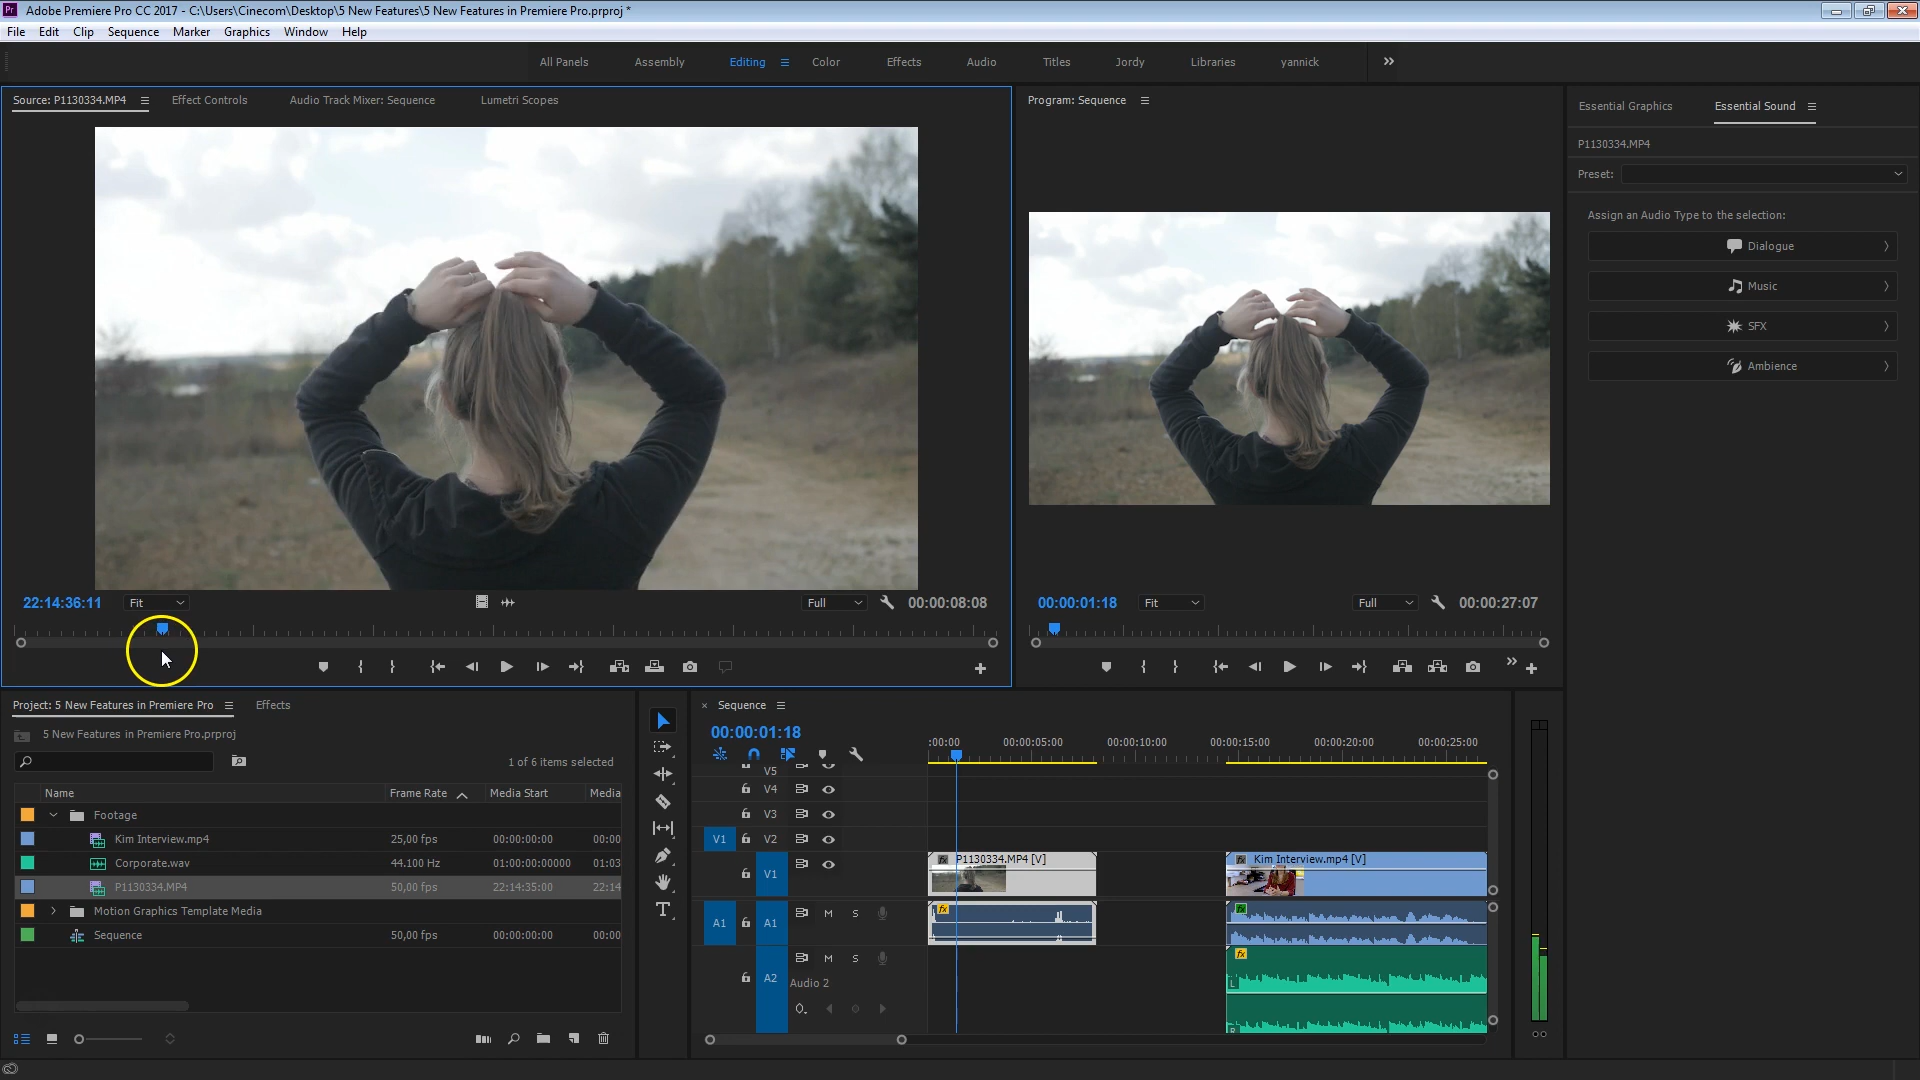 Adobe Premiere Pro CC 2017 - C:\Users\Cinecom\Desktop\5 New Features\5 New Features in Premiere Pro.prproj *
File Edit Clip Sequence Marker Graphics Window Help
All Panels Assembly Editing Color Effects Audio Titles Jordy Libraries yannick
Source: P1130334.MP4 Effect Controls Audio Track Mixer: Sequence Lumetri Scopes
22:14:36:11 Fit Full 00:00:08:08
Program: Sequence
00:00:01:18 Fit Full 00:00:27:07
Essential Graphics Essential Sound
P1130334.MP4
Preset:
Assign an Audio Type to the selection:
Dialogue
Music
SFX
Ambience
Project: 5 New Features in Premiere Pro Effects
5 New Features in Premiere Pro.prproj
1 of 6 items selected
Name Frame Rate Media Start Media
Footage
Kim Interview.mp4 25,00 fps 00:00:00:00 00:00
Corporate.wav 44.100 Hz 01:00:00:00000 01:03
P1130334.MP4 50,00 fps 22:14:35:00 22:14
Motion Graphics Template Media
Sequence 50,00 fps 00:00:00:00 00:00
Sequence
00:00:01:18
:00:00 00:00:05:00 00:00:10:00 00:00:15:00 00:00:20:00 00:00:25:00
V5
V4
V3
V1 V2
V1
A1 A1 M S
A2 M S
Audio 2
fx P1130334.MP4 [V] fx Kim Interview.mp4 [V]
fx fx
fx
L
R